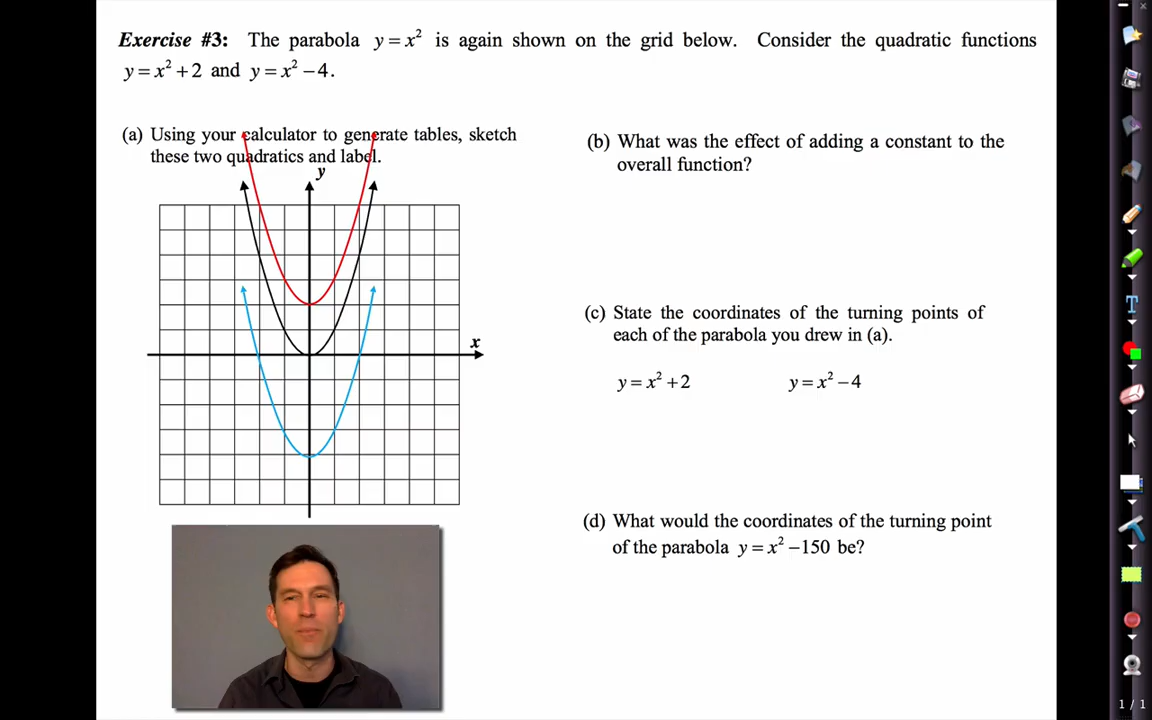 Exercise #3: The parabola y = x² is again shown on the grid below. Consider the quadratic functions
y = x² + 2 and y = x² – 4.
(a) Using your calculator to generate tables, sketch
these two quadratics and label.
y
x
(b) What was the effect of adding a constant to the
overall function?
(c) State the coordinates of the turning points of
each of the parabola you drew in (a).
y = x² + 2 y = x² – 4
(d) What would the coordinates of the turning point
of the parabola y = x² – 150 be?
T
1 / 1